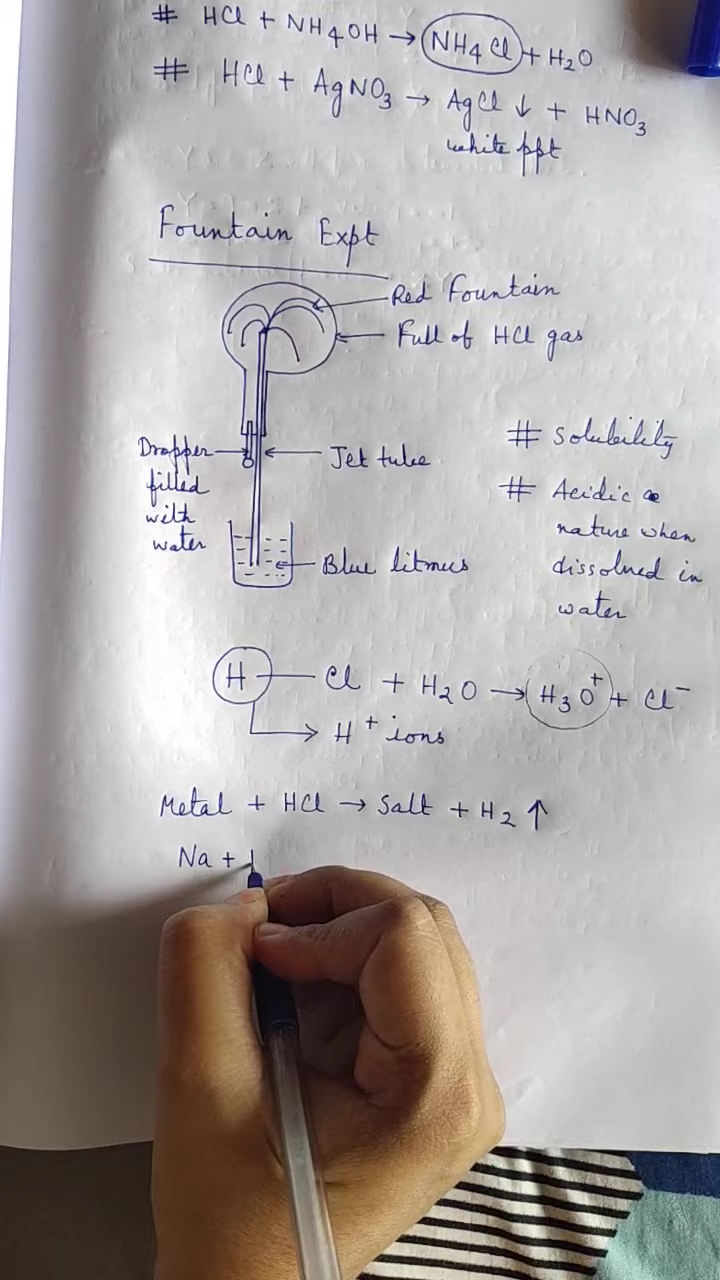 # HCl + NH4OH → NH4Cl + H2O
# HCl + AgNO3 → AgCl ↓ + HNO3
white ppt
Fountain Expt
Red Fountain
Full of HCl gas
Dropper
filled
with
water
Jet tube
Blue litmus
# Solubility
# Acidic
nature when
dissolved in
water
H — Cl + H2O → H3O+ + Cl-
→ H+ ions
Metal + HCl → Salt + H2 ↑
Na +